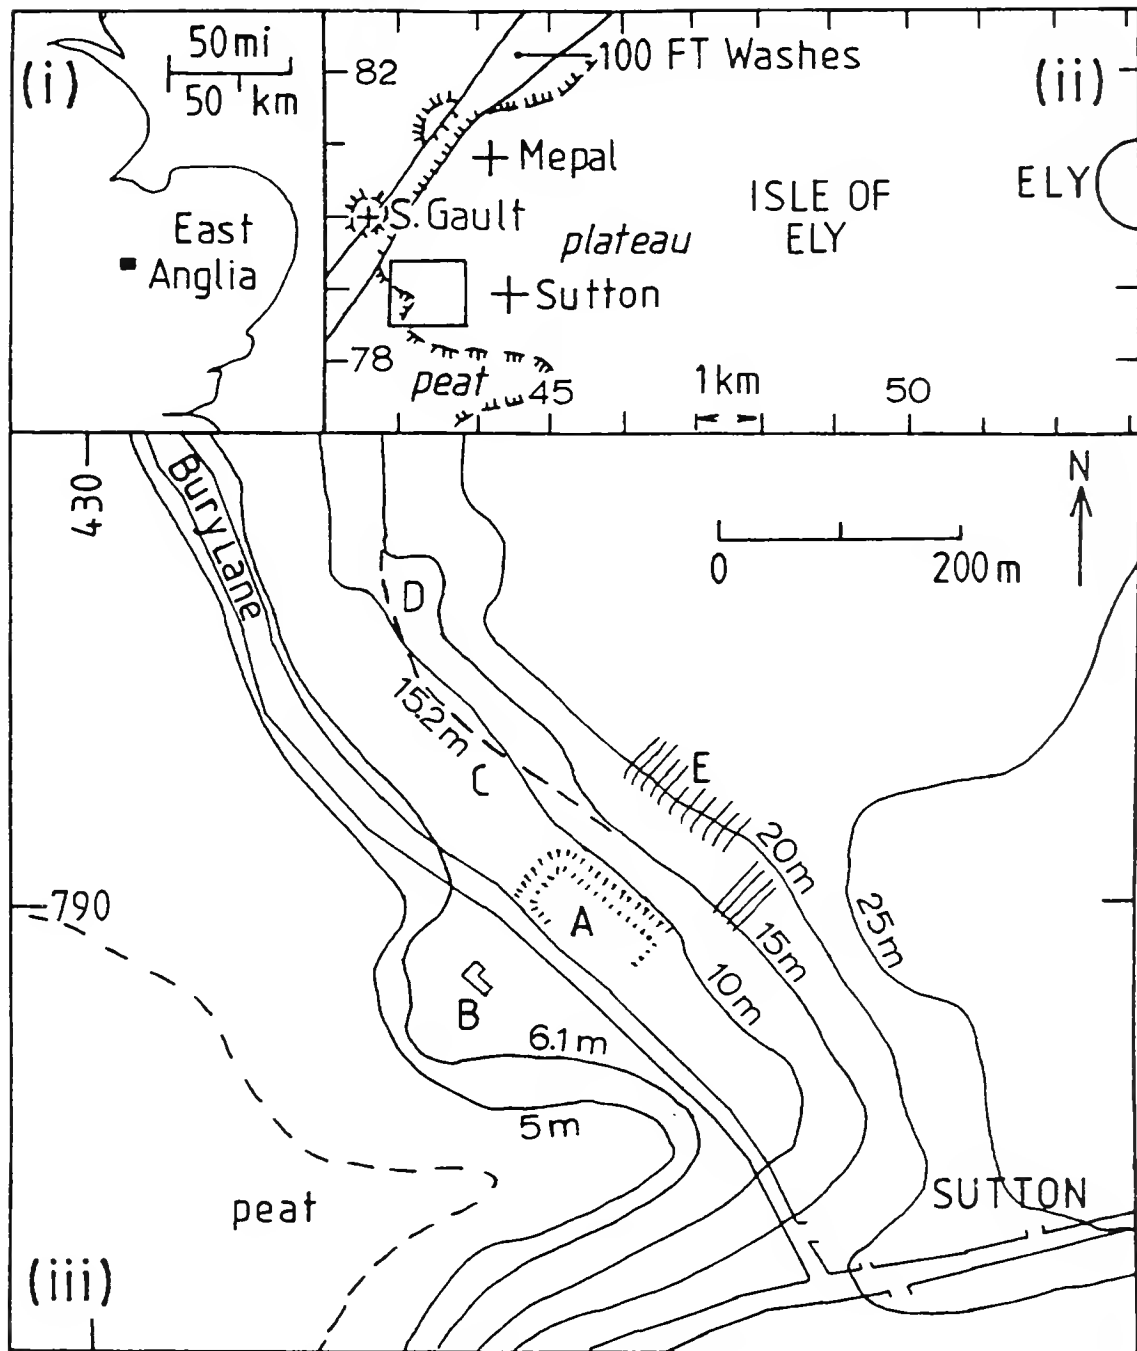 (i)
50 mi
50 km
East
Anglia
(ii)
82
100 FT Washes
+ Mepal
ELY
ISLE OF
ELY
S. Gault
plateau
+ Sutton
78
peat
45
1 km
50
(iii)
430
Bury Lane
N
0
200 m
D
15.2 m
C
E
20 m
790
A
15 m
25 m
10 m
B
6.1 m
5 m
SUTTON
peat